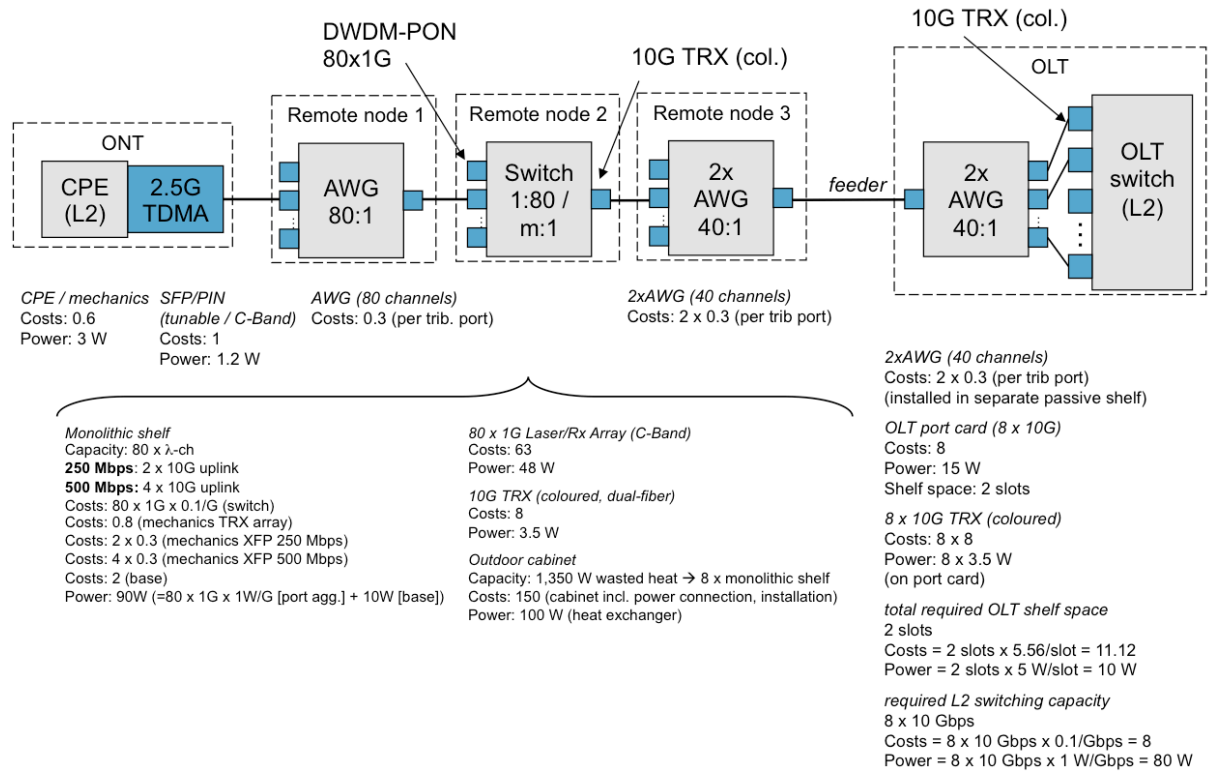 DWDM-PON
80x1G
10G TRX (col.)
10G TRX (col.)
OLT
Remote node 1
Remote node 2
Remote node 3
ONT
CPE
(L2)
2.5G
TDMA
AWG
80:1
Switch
1:80 /
m:1
2x
AWG
40:1
feeder
2x
AWG
40:1
OLT
switch
(L2)
CPE / mechanics
Costs: 0.6
Power: 3 W
SFP/PIN
(tunable / C-Band)
Costs: 1
Power: 1.2 W
AWG (80 channels)
Costs: 0.3 (per trib. port)
2xAWG (40 channels)
Costs: 2 x 0.3 (per trib port)
Monolithic shelf
Capacity: 80 x λ-ch
250 Mbps: 2 x 10G uplink
500 Mbps: 4 x 10G uplink
Costs: 80 x 1G x 0.1/G (switch)
Costs: 0.8 (mechanics TRX array)
Costs: 2 x 0.3 (mechanics XFP 250 Mbps)
Costs: 4 x 0.3 (mechanics XFP 500 Mbps)
Costs: 2 (base)
Power: 90W (=80 x 1G x 1W/G [port agg.] + 10W [base])
80 x 1G Laser/Rx Array (C-Band)
Costs: 63
Power: 48 W
10G TRX (coloured, dual-fiber)
Costs: 8
Power: 3.5 W
Outdoor cabinet
Capacity: 1,350 W wasted heat → 8 x monolithic shelf
Costs: 150 (cabinet incl. power connection, installation)
Power: 100 W (heat exchanger)
2xAWG (40 channels)
Costs: 2 x 0.3 (per trib port)
(installed in separate passive shelf)
OLT port card (8 x 10G)
Costs: 8
Power: 15 W
Shelf space: 2 slots
8 x 10G TRX (coloured)
Costs: 8 x 8
Power: 8 x 3.5 W
(on port card)
total required OLT shelf space
2 slots
Costs = 2 slots x 5.56/slot = 11.12
Power = 2 slots x 5 W/slot = 10 W
required L2 switching capacity
8 x 10 Gbps
Costs = 8 x 10 Gbps x 0.1/Gbps = 8
Power = 8 x 10 Gbps x 1 W/Gbps = 80 W